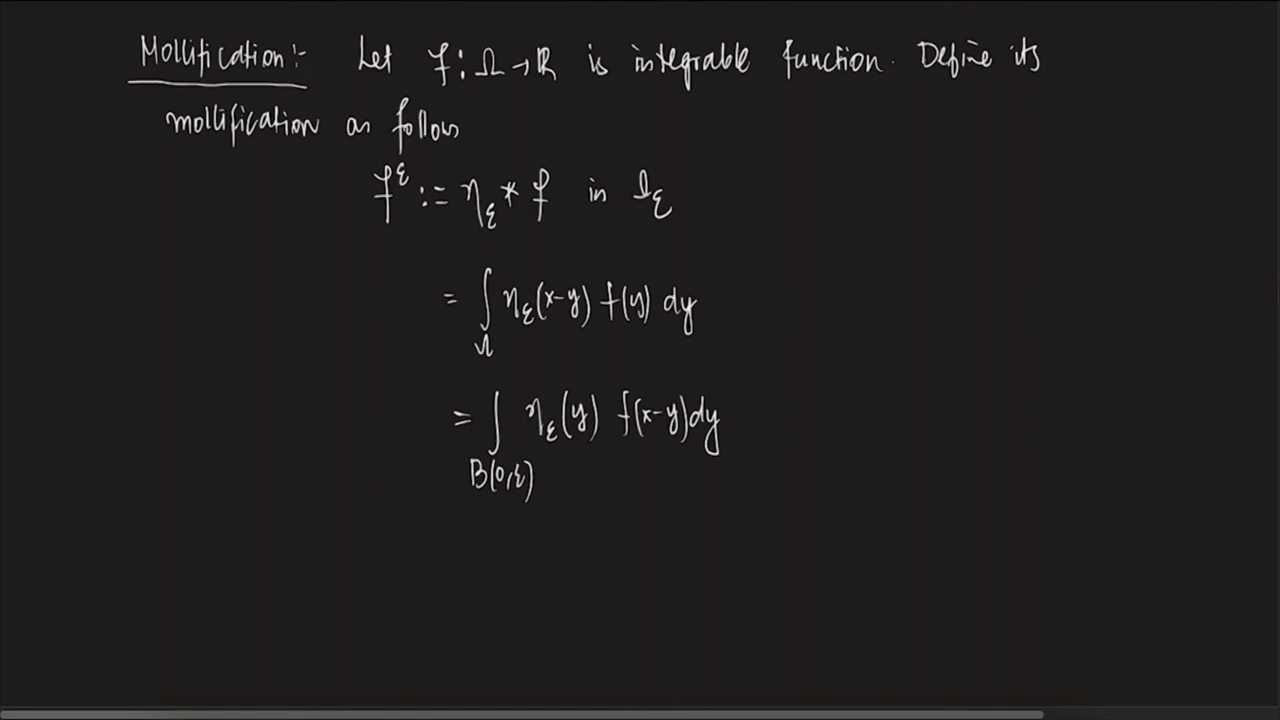 Mollification:- Let f: Ω → ℝ is integrable function. Define its
mollification as follows
f^ε := η_ε * f in Ω_ε
= ∫_Ω η_ε(x-y) f(y) dy
= ∫_{B(0,ε)} η_ε(y) f(x-y) dy